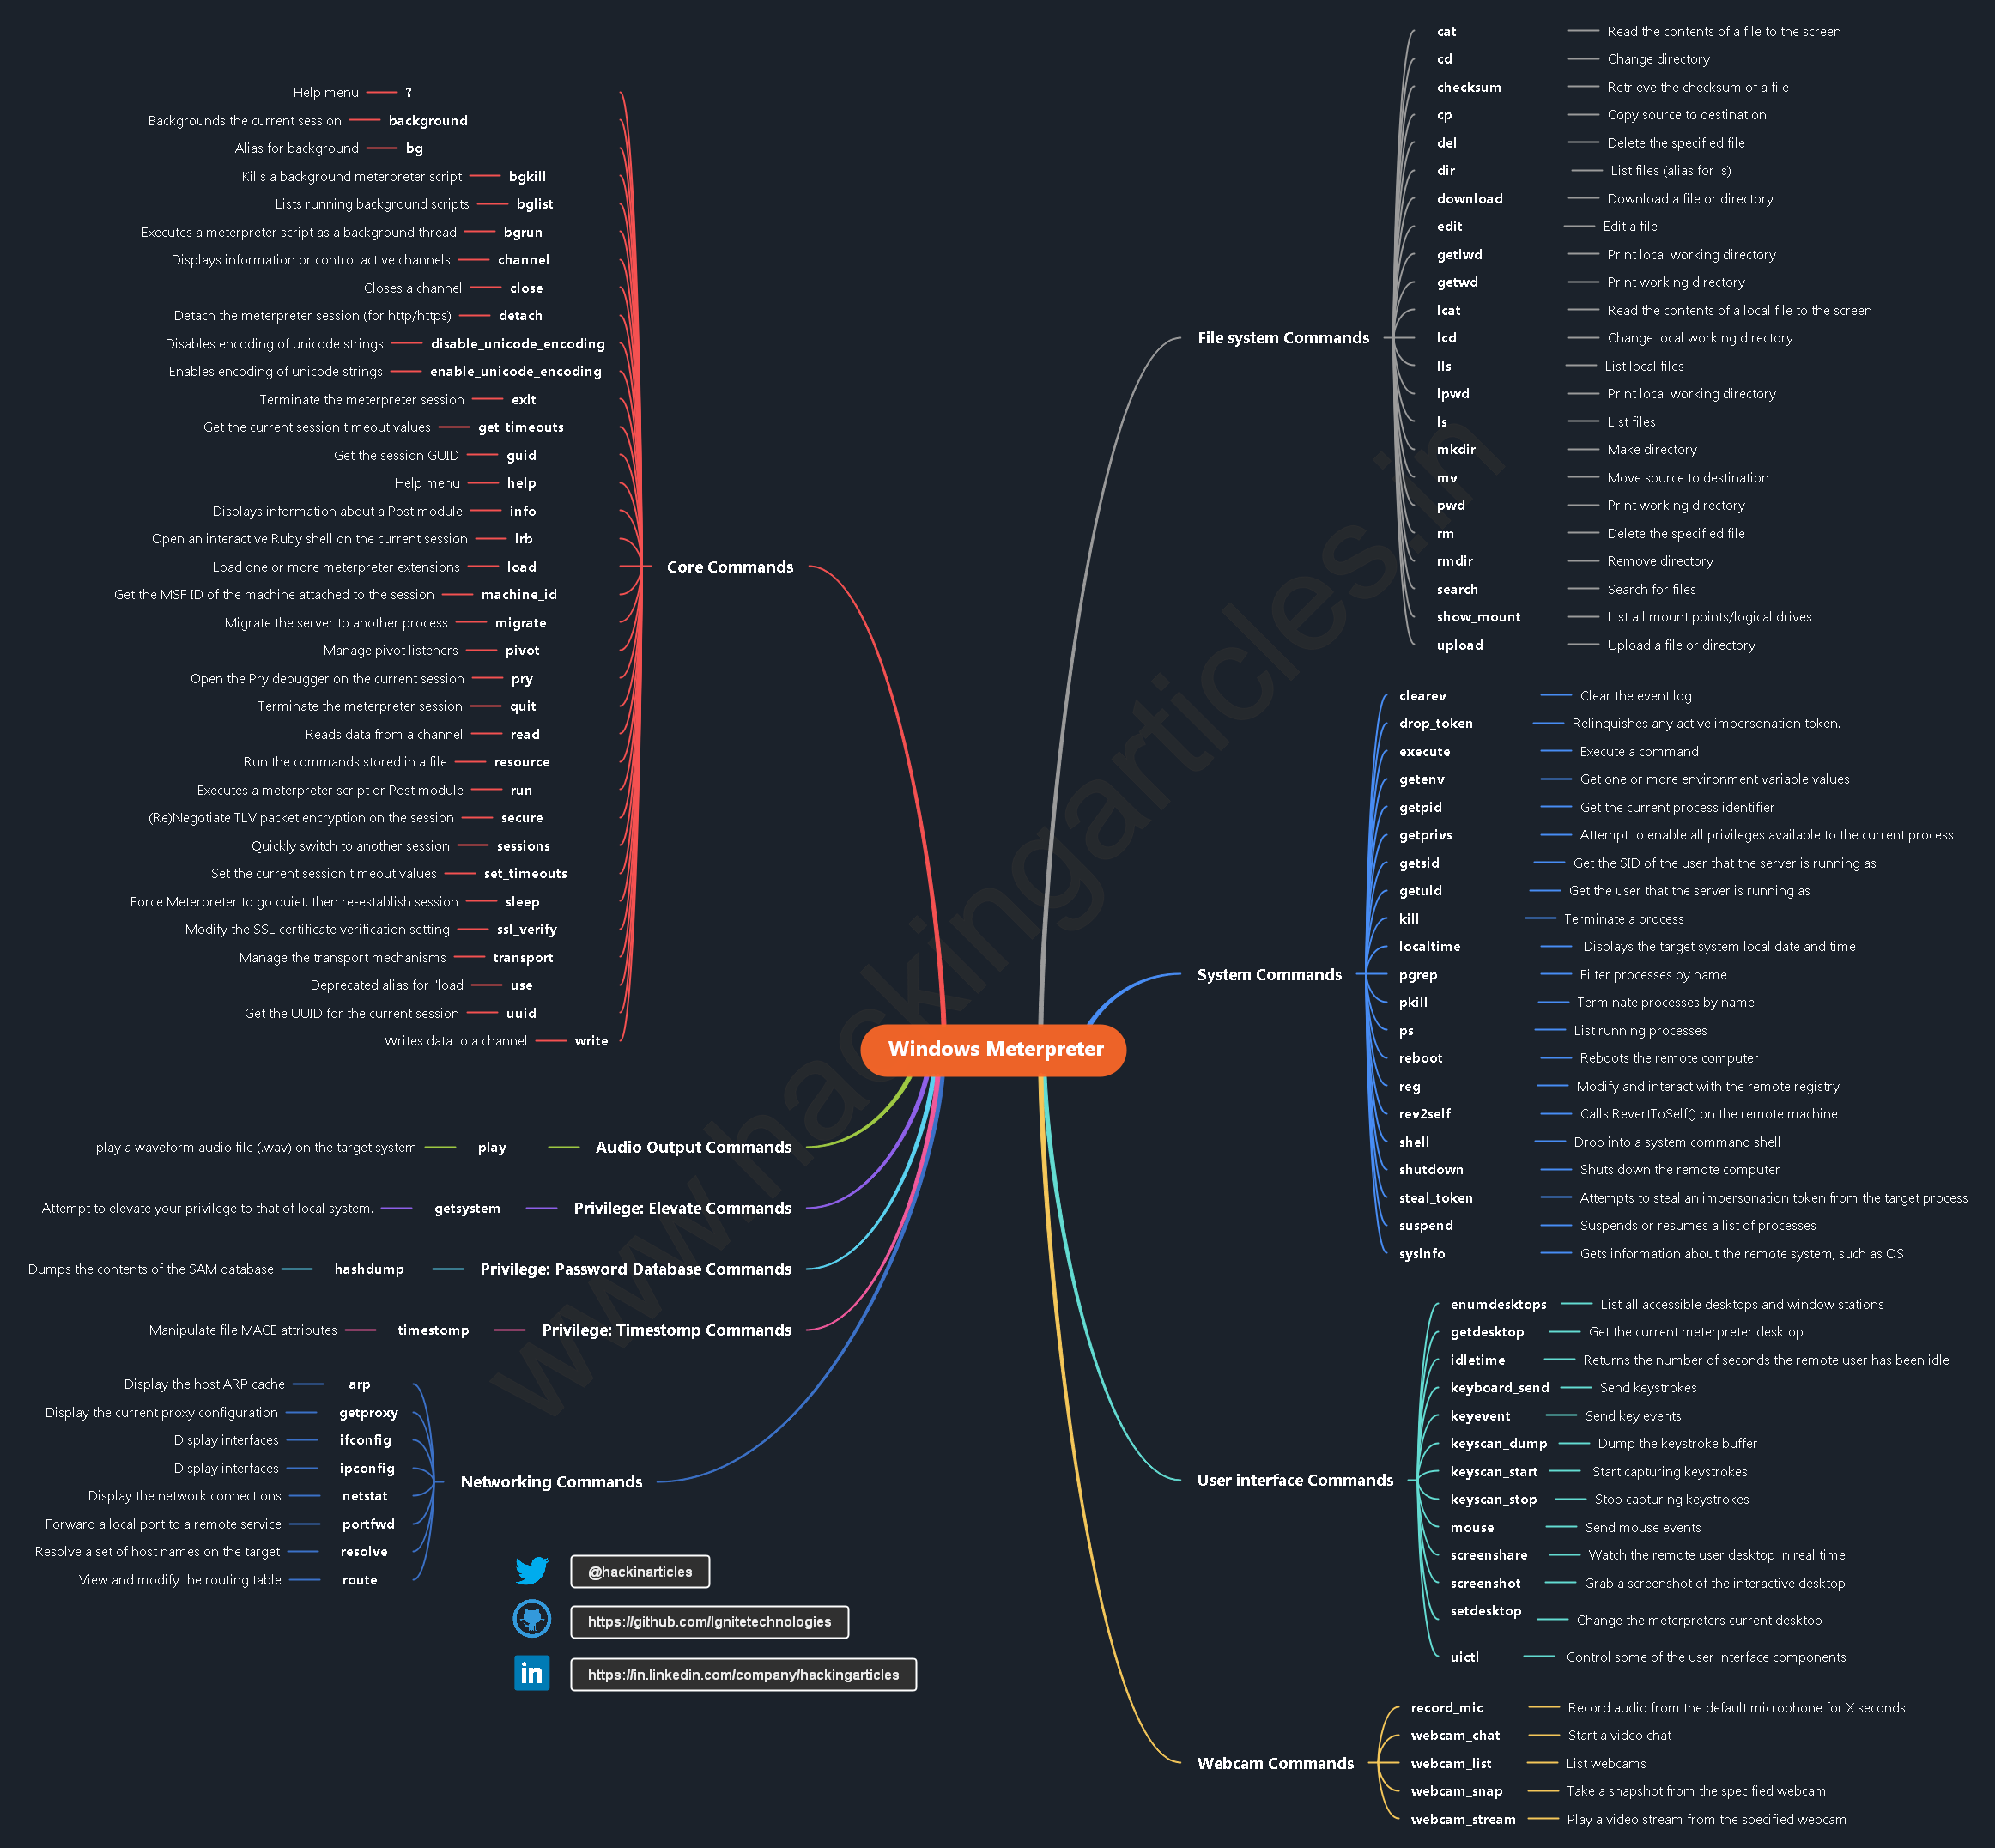 Windows Meterpreter
Core Commands
? Help menu
background Backgrounds the current session
bg Alias for background
bgkill Kills a background meterpreter script
bglist Lists running background scripts
bgrun Executes a meterpreter script as a background thread
channel Displays information or control active channels
close Closes a channel
detach Detach the meterpreter session (for http/https)
disable_unicode_encoding Disables encoding of unicode strings
enable_unicode_encoding Enables encoding of unicode strings
exit Terminate the meterpreter session
get_timeouts Get the current session timeout values
guid Get the session GUID
help Help menu
info Displays information about a Post module
irb Open an interactive Ruby shell on the current session
load Load one or more meterpreter extensions
machine_id Get the MSF ID of the machine attached to the session
migrate Migrate the server to another process
pivot Manage pivot listeners
pry Open the Pry debugger on the current session
quit Terminate the meterpreter session
read Reads data from a channel
resource Run the commands stored in a file
run Executes a meterpreter script or Post module
secure (Re)Negotiate TLV packet encryption on the session
sessions Quickly switch to another session
set_timeouts Set the current session timeout values
sleep Force Meterpreter to go quiet, then re-establish session
ssl_verify Modify the SSL certificate verification setting
transport Manage the transport mechanisms
use Deprecated alias for "load
uuid Get the UUID for the current session
write Writes data to a channel
Audio Output Commands
play play a waveform audio file (.wav) on the target system
Privilege: Elevate Commands
getsystem Attempt to elevate your privilege to that of local system.
Privilege: Password Database Commands
hashdump Dumps the contents of the SAM database
Privilege: Timestomp Commands
timestomp Manipulate file MACE attributes
Networking Commands
arp Display the host ARP cache
getproxy Display the current proxy configuration
ifconfig Display interfaces
ipconfig Display interfaces
netstat Display the network connections
portfwd Forward a local port to a remote service
resolve Resolve a set of host names on the target
route View and modify the routing table
@hackinarticles
https://github.com/Ignitetechnologies
in https://in.linkedin.com/company/hackingarticles
File system Commands
cat Read the contents of a file to the screen
cd Change directory
checksum Retrieve the checksum of a file
cp Copy source to destination
del Delete the specified file
dir List files (alias for ls)
download Download a file or directory
edit Edit a file
getlwd Print local working directory
getwd Print working directory
lcat Read the contents of a local file to the screen
lcd Change local working directory
lls List local files
lpwd Print local working directory
ls List files
mkdir Make directory
mv Move source to destination
pwd Print working directory
rm Delete the specified file
rmdir Remove directory
search Search for files
show_mount List all mount points/logical drives
upload Upload a file or directory
System Commands
clearev Clear the event log
drop_token Relinquishes any active impersonation token.
execute Execute a command
getenv Get one or more environment variable values
getpid Get the current process identifier
getprivs Attempt to enable all privileges available to the current process
getsid Get the SID of the user that the server is running as
getuid Get the user that the server is running as
kill Terminate a process
localtime Displays the target system local date and time
pgrep Filter processes by name
pkill Terminate processes by name
ps List running processes
reboot Reboots the remote computer
reg Modify and interact with the remote registry
rev2self Calls RevertToSelf() on the remote machine
shell Drop into a system command shell
shutdown Shuts down the remote computer
steal_token Attempts to steal an impersonation token from the target process
suspend Suspends or resumes a list of processes
sysinfo Gets information about the remote system, such as OS
User interface Commands
enumdesktops List all accessible desktops and window stations
getdesktop Get the current meterpreter desktop
idletime Returns the number of seconds the remote user has been idle
keyboard_send Send keystrokes
keyevent Send key events
keyscan_dump Dump the keystroke buffer
keyscan_start Start capturing keystrokes
keyscan_stop Stop capturing keystrokes
mouse Send mouse events
screenshare Watch the remote user desktop in real time
screenshot Grab a screenshot of the interactive desktop
setdesktop Change the meterpreters current desktop
uictl Control some of the user interface components
Webcam Commands
record_mic Record audio from the default microphone for X seconds
webcam_chat Start a video chat
webcam_list List webcams
webcam_snap Take a snapshot from the specified webcam
webcam_stream Play a video stream from the specified webcam
www.hackingarticles.in